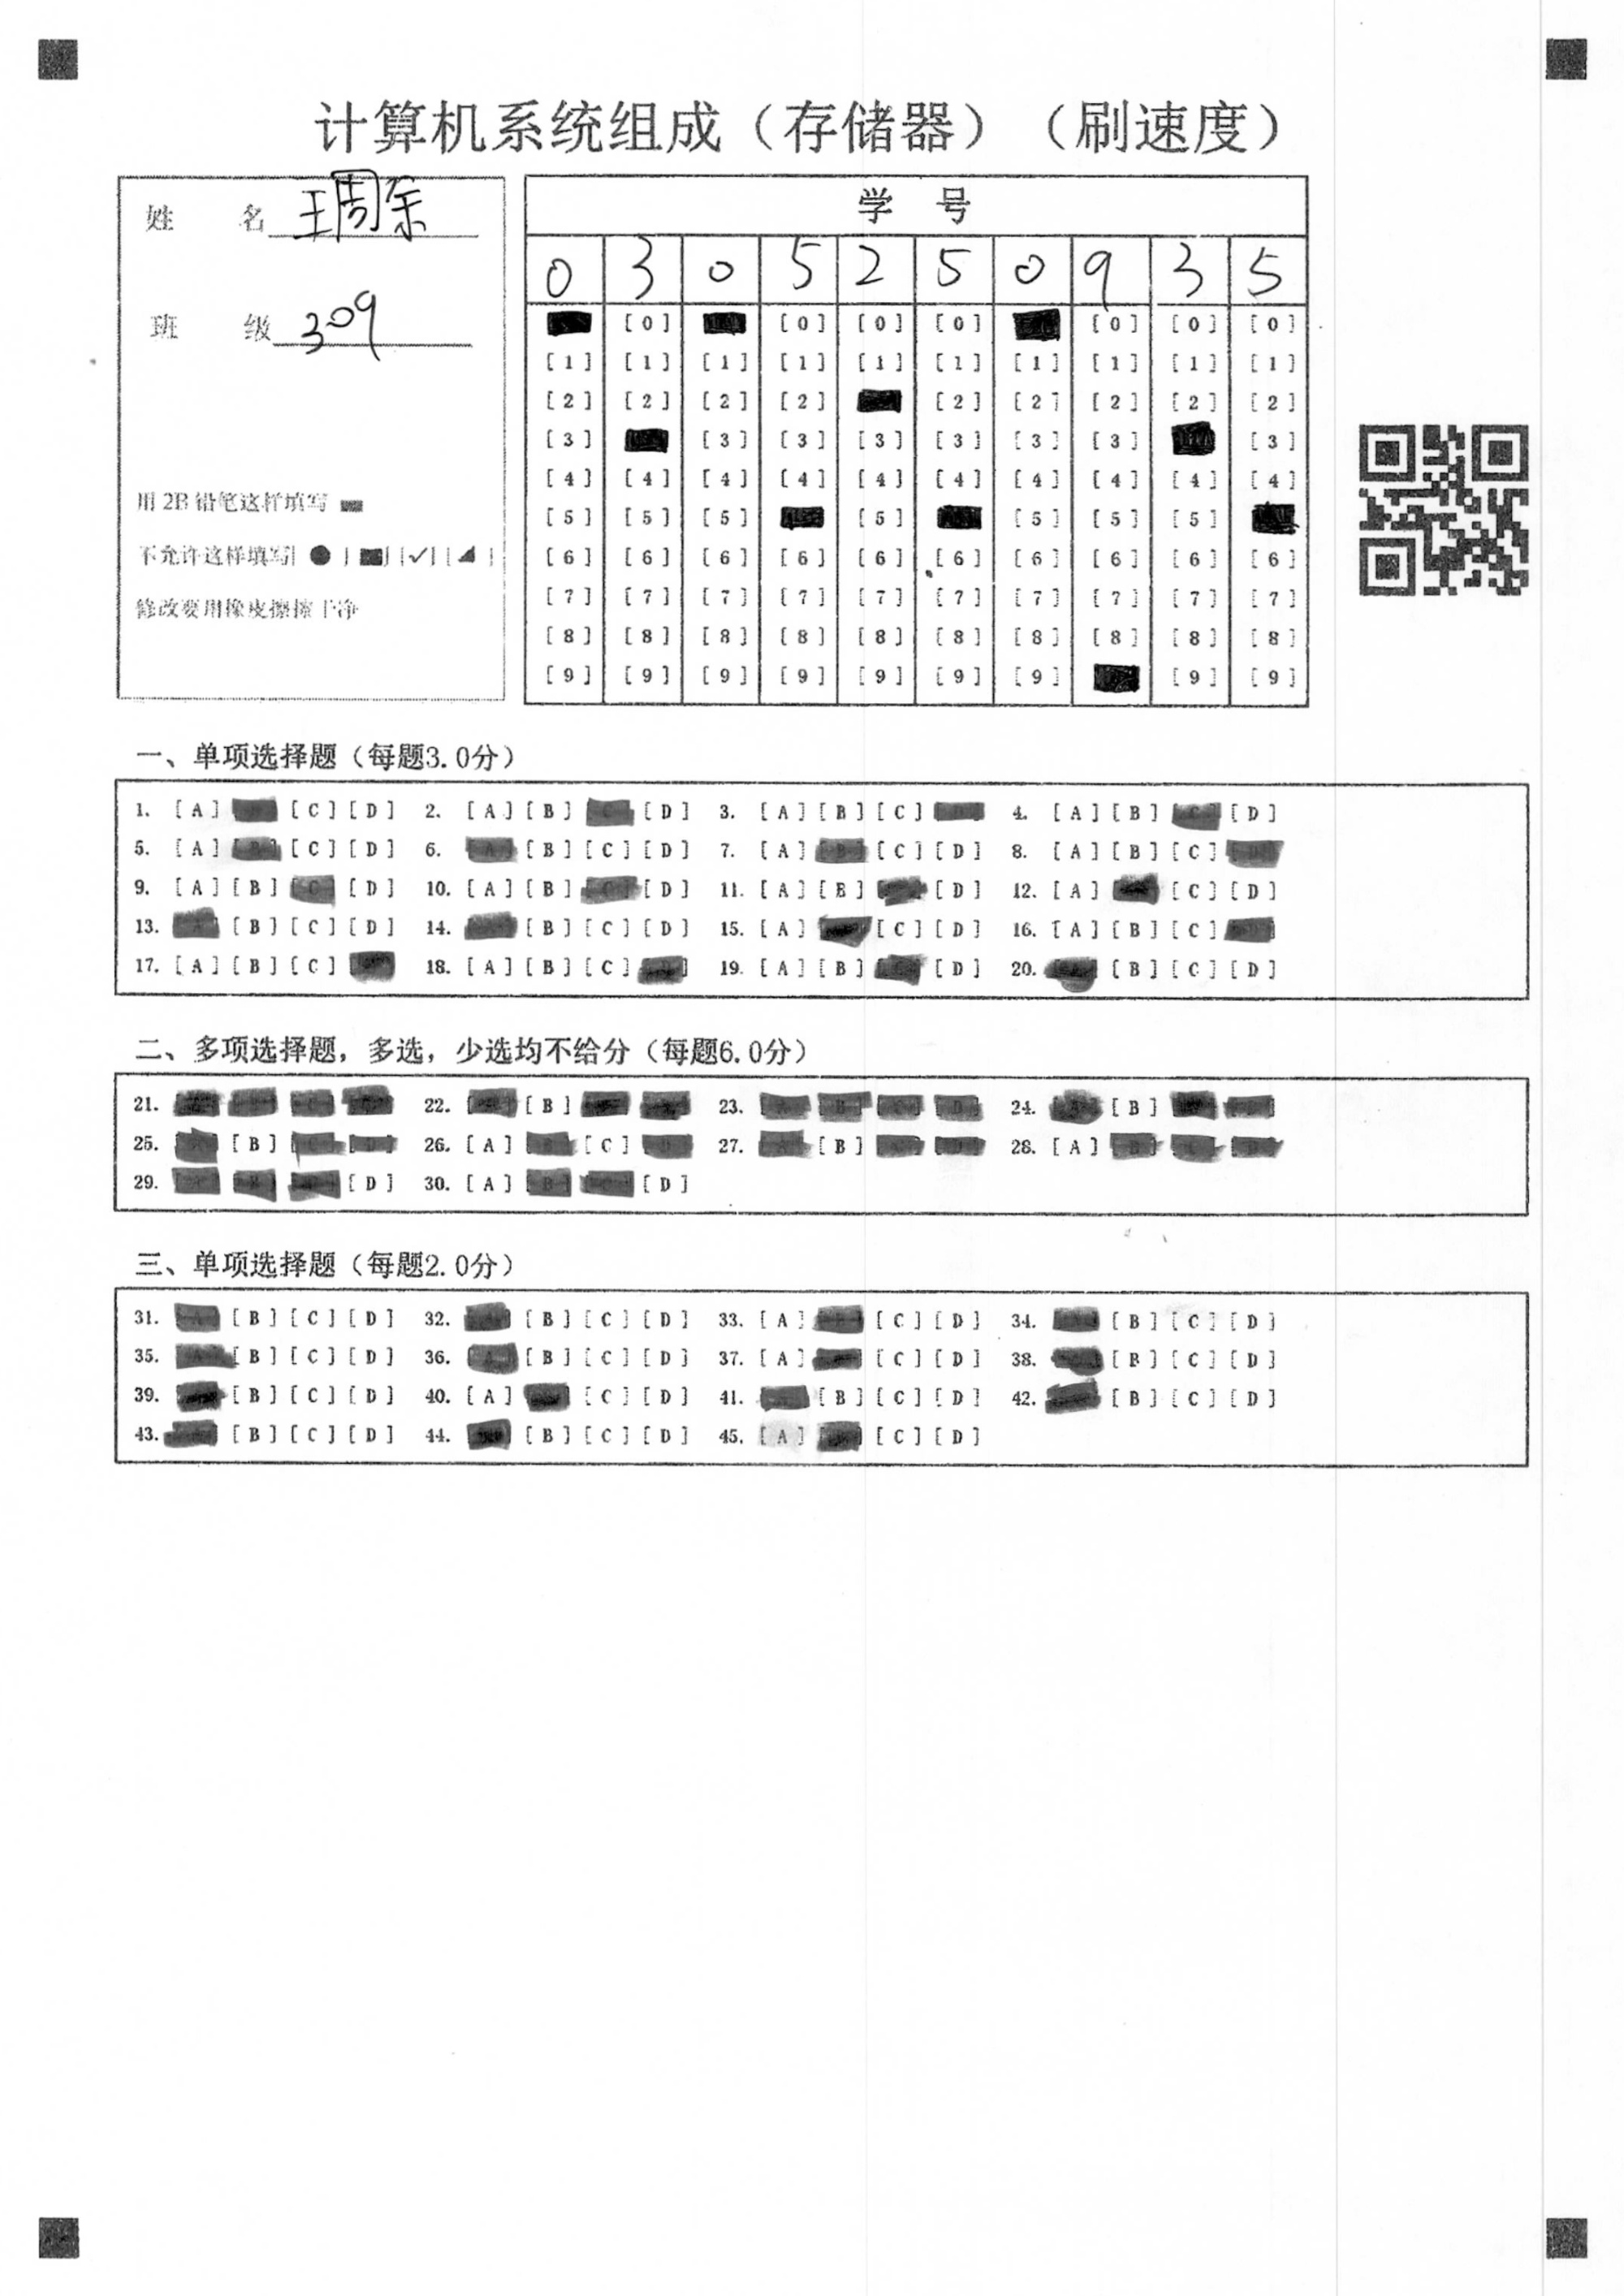 计算机系统组成（存储器）（刷速度）
姓 名 王周余
班 级 309
用 2B 铅笔这样填写
不允许这样填写[ ● ] [■] [✓] [◢ ]
修改要用橡皮擦擦干净
学 号
0 3 0 5 2 5 0 9 3 5
[0] [0] [0] [0] [0] [0] [0]
[1] [1] [1] [1] [1] [1] [1] [1] [1] [1]
[2] [2] [2] [2] [2] [2] [2] [2] [2]
[3] [3] [3] [3] [3] [3] [3] [3]
[4] [4] [4] [4] [4] [4] [4] [4] [4] [4]
[5] [5] [5] [5] [5] [5] [5]
[6] [6] [6] [6] [6] [6] [6] [6] [6] [6]
[7] [7] [7] [7] [7] [7] [7] [7] [7] [7]
[8] [8] [8] [8] [8] [8] [8] [8] [8] [8]
[9] [9] [9] [9] [9] [9] [9] [9] [9]
一、单项选择题（每题3.0分）
1. [A] [C] [D] 2. [A] [B] [D] 3. [A] [B] [C] 4. [A] [B] [C] [D]
5. [A] [B] [C] [D] 6. [A] [B] [C] [D] 7. [A] [B] [C] [D] 8. [A] [B] [C] [D]
9. [A] [B] [C] [D] 10. [A] [B] [C] [D] 11. [A] [B] [D] 12. [A] [C] [D]
13. [A] [B] [C] [D] 14. [B] [C] [D] 15. [A] [C] [D] 16. [A] [B] [C]
17. [A] [B] [C] 18. [A] [B] [C] 19. [A] [B] [D] 20. [A] [B] [C] [D]
二、多项选择题，多选，少选均不给分（每题6.0分）
21. 22. [B] 23. [A] [B] [C] [D] 24. [B]
25. [B] 26. [A] [C] 27. [B] 28. [A]
29. [D] 30. [A] [D]
三、单项选择题（每题2.0分）
31. [B] [C] [D] 32. [B] [C] [D] 33. [A] [C] [D] 34. [B] [C] [D]
35. [B] [C] [D] 36. [B] [C] [D] 37. [A] [C] [D] 38. [B] [C] [D]
39. [B] [C] [D] 40. [A] [C] [D] 41. [B] [C] [D] 42. [B] [C] [D]
43. [B] [C] [D] 44. [B] [C] [D] 45. [A] [C] [D]